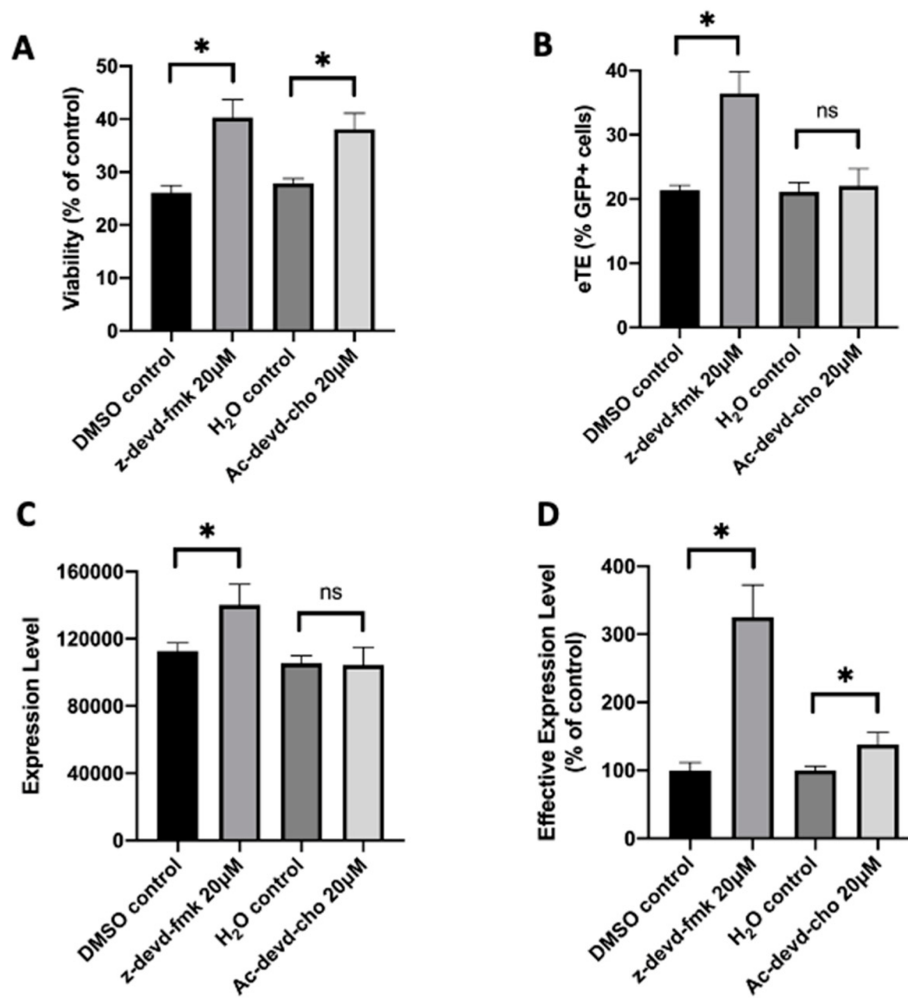 A
Viability (% of control)
50
40
30
20
10
0
*
*
DMSO control
z-devd-fmk 20μM
H₂O control
Ac-devd-cho 20μM
B
eTE (% GFP+ cells)
40
30
20
10
0
*
ns
DMSO control
z-devd-fmk 20μM
H₂O control
Ac-devd-cho 20μM
C
Expression Level
160000
120000
80000
40000
0
*
ns
DMSO control
z-devd-fmk 20μM
H₂O control
Ac-devd-cho 20μM
D
Effective Expression Level
(% of control)
400
300
200
100
0
*
*
DMSO control
z-devd-fmk 20μM
H₂O control
Ac-devd-cho 20μM